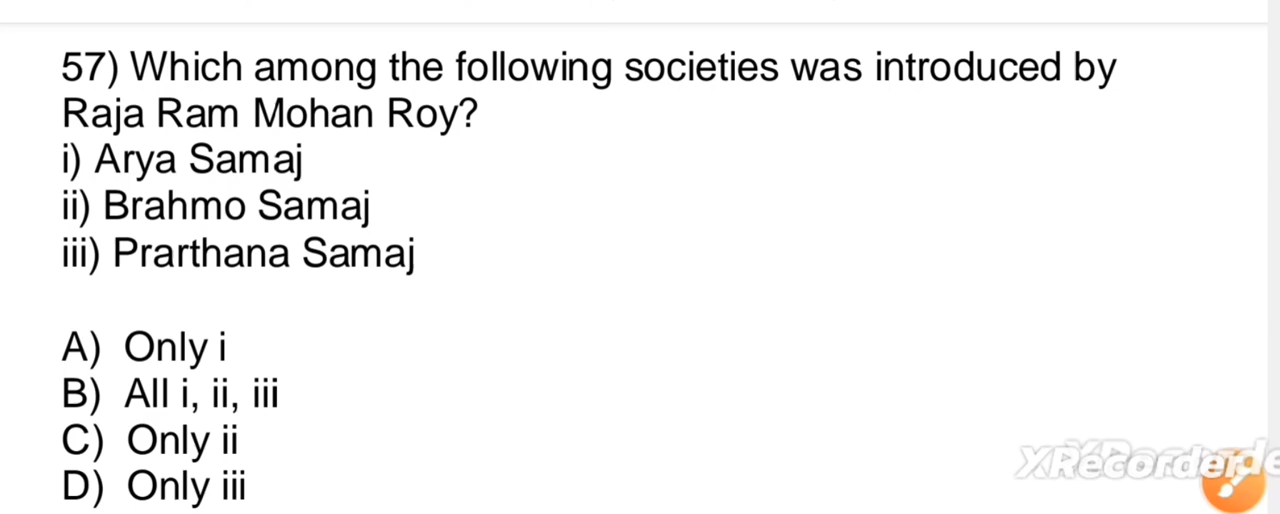 57) Which among the following societies was introduced by
Raja Ram Mohan Roy?
i) Arya Samaj
ii) Brahmo Samaj
iii) Prarthana Samaj
A) Only i
B) All i, ii, iii
C) Only ii
D) Only iii
XRecorder